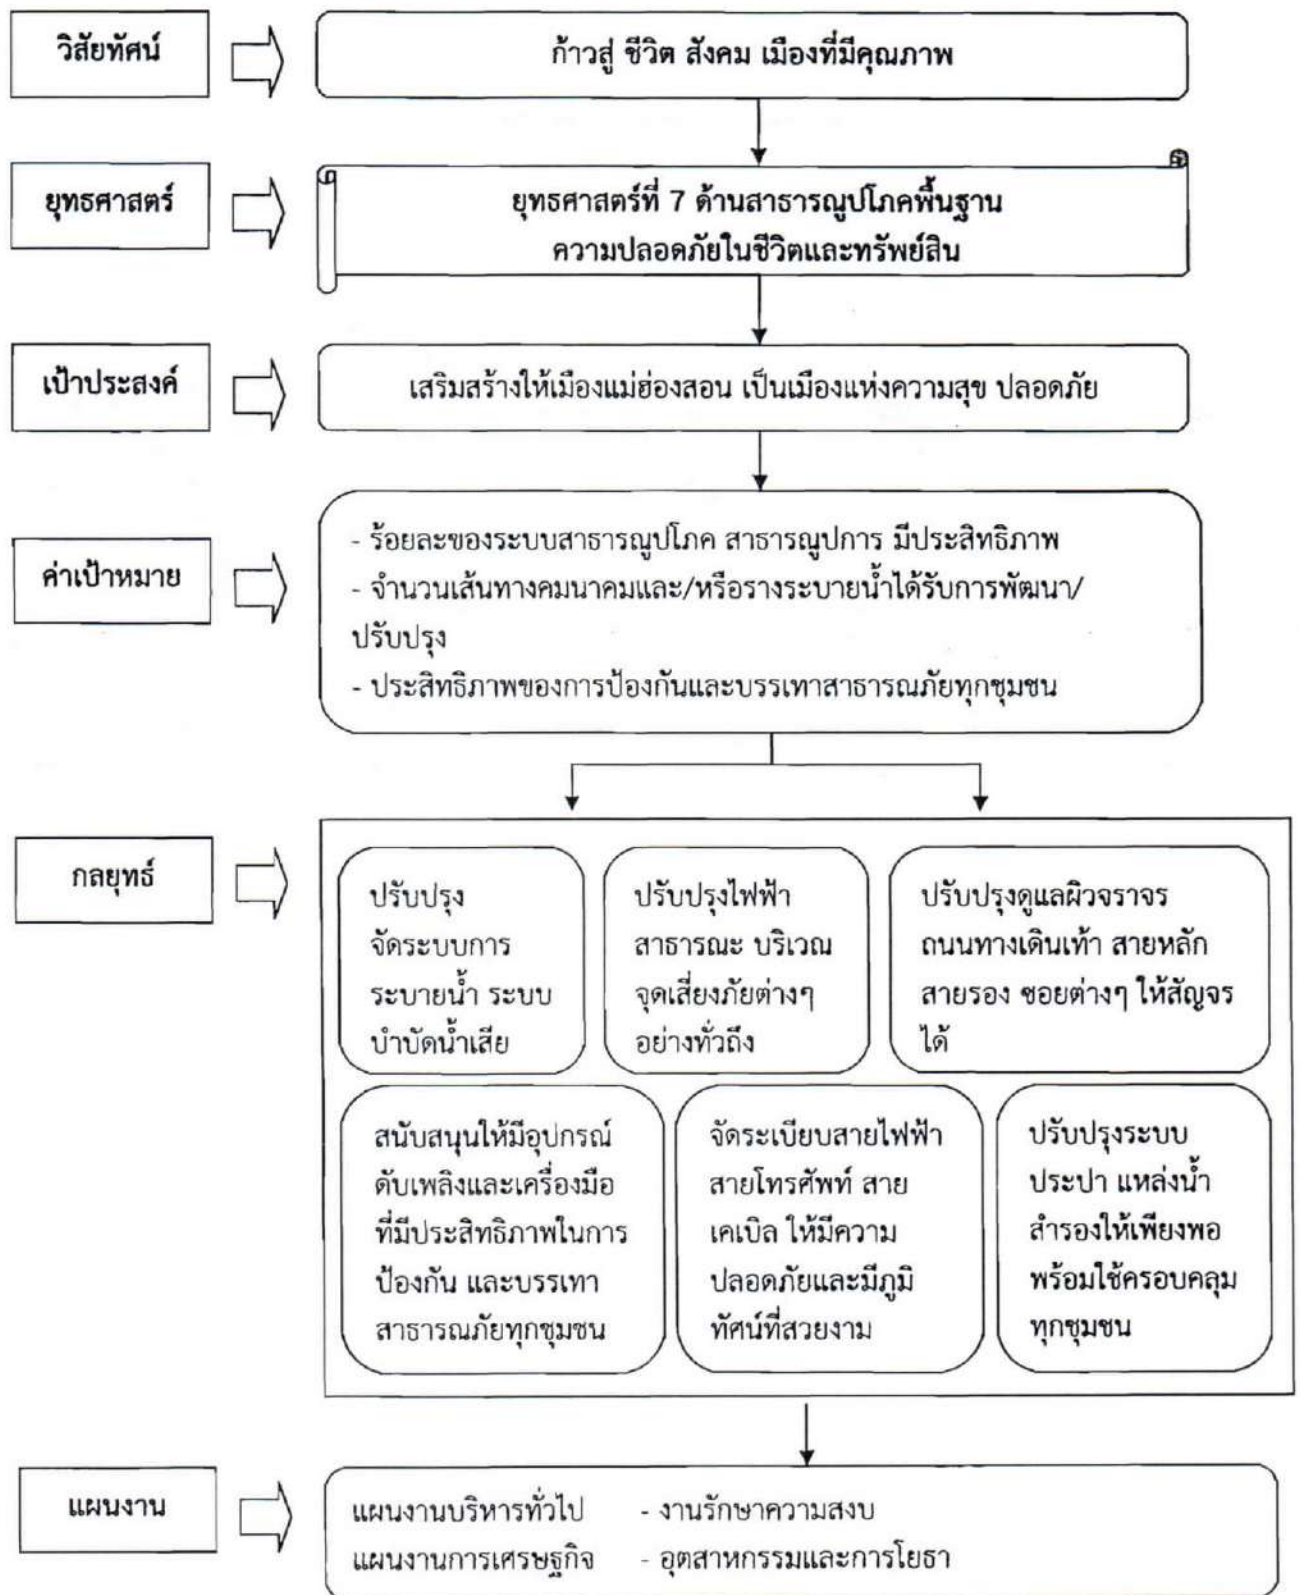 วิสัยทัศน์
ก้าวสู่ ชีวิต สังคม เมืองที่มีคุณภาพ
ยุทธศาสตร์
ยุทธศาสตร์ที่ 7 ด้านสาธารณูปโภคพื้นฐาน
ความปลอดภัยในชีวิตและทรัพย์สิน
เป้าประสงค์
เสริมสร้างให้เมืองแม่ฮ่องสอน เป็นเมืองแห่งความสุข ปลอดภัย
ค่าเป้าหมาย
- ร้อยละของระบบสาธารณูปโภค สาธารณูปการ มีประสิทธิภาพ
- จำนวนเส้นทางคมนาคมและ/หรือรางระบายน้ำได้รับการพัฒนา/
ปรับปรุง
- ประสิทธิภาพของการป้องกันและบรรเทาสาธารณภัยทุกชุมชน
กลยุทธ์
ปรับปรุง
จัดระบบการ
ระบายน้ำ ระบบ
บำบัดน้ำเสีย
ปรับปรุงไฟฟ้า
สาธารณะ บริเวณ
จุดเสี่ยงภัยต่างๆ
อย่างทั่วถึง
ปรับปรุงดูแลผิวจราจร
ถนนทางเดินเท้า สายหลัก
สายรอง ซอยต่างๆ ให้สัญจร
ได้
สนับสนุนให้มีอุปกรณ์
ดับเพลิงและเครื่องมือ
ที่มีประสิทธิภาพในการ
ป้องกัน และบรรเทา
สาธารณภัยทุกชุมชน
จัดระเบียบสายไฟฟ้า
สายโทรศัพท์ สาย
เคเบิล ให้มีความ
ปลอดภัยและมีภูมิ
ทัศน์ที่สวยงาม
ปรับปรุงระบบ
ประปา แหล่งน้ำ
สำรองให้เพียงพอ
พร้อมใช้ครอบคลุม
ทุกชุมชน
แผนงาน
แผนงานบริหารทั่วไป - งานรักษาความสงบ
แผนงานการเศรษฐกิจ - อุตสาหกรรมและการโยธา